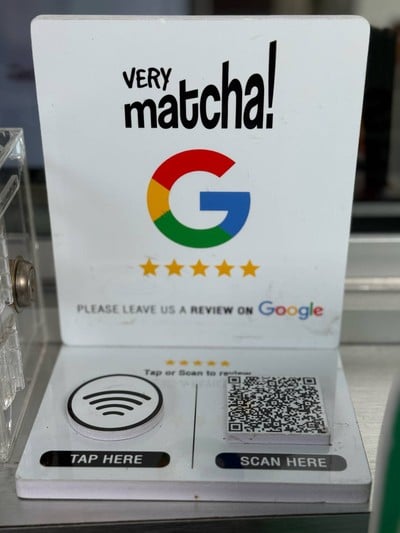 VERY
matcha!
G
PLEASE LEAVE US A REVIEW ON Google
Tap or Scan to review
TAP HERE
SCAN HERE